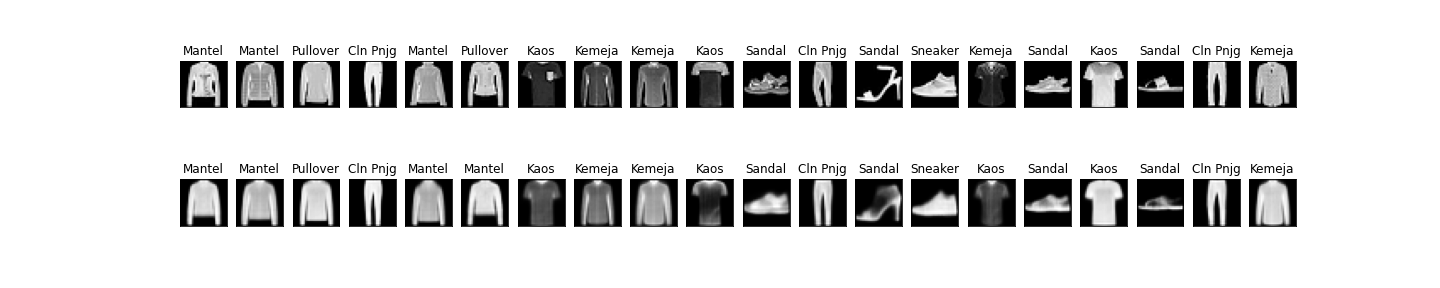 Mantel Mantel Pullover Cln Pnjg Mantel Pullover Kaos Kemeja Kemeja Kaos Sandal Cln Pnjg Sandal Sneaker Kemeja Sandal Kaos Sandal Cln Pnjg Kemeja
Mantel Mantel Pullover Cln Pnjg Mantel Mantel Kaos Kemeja Kemeja Kaos Sandal Cln Pnjg Sandal Sneaker Kaos Sandal Kaos Sandal Cln Pnjg Kemeja